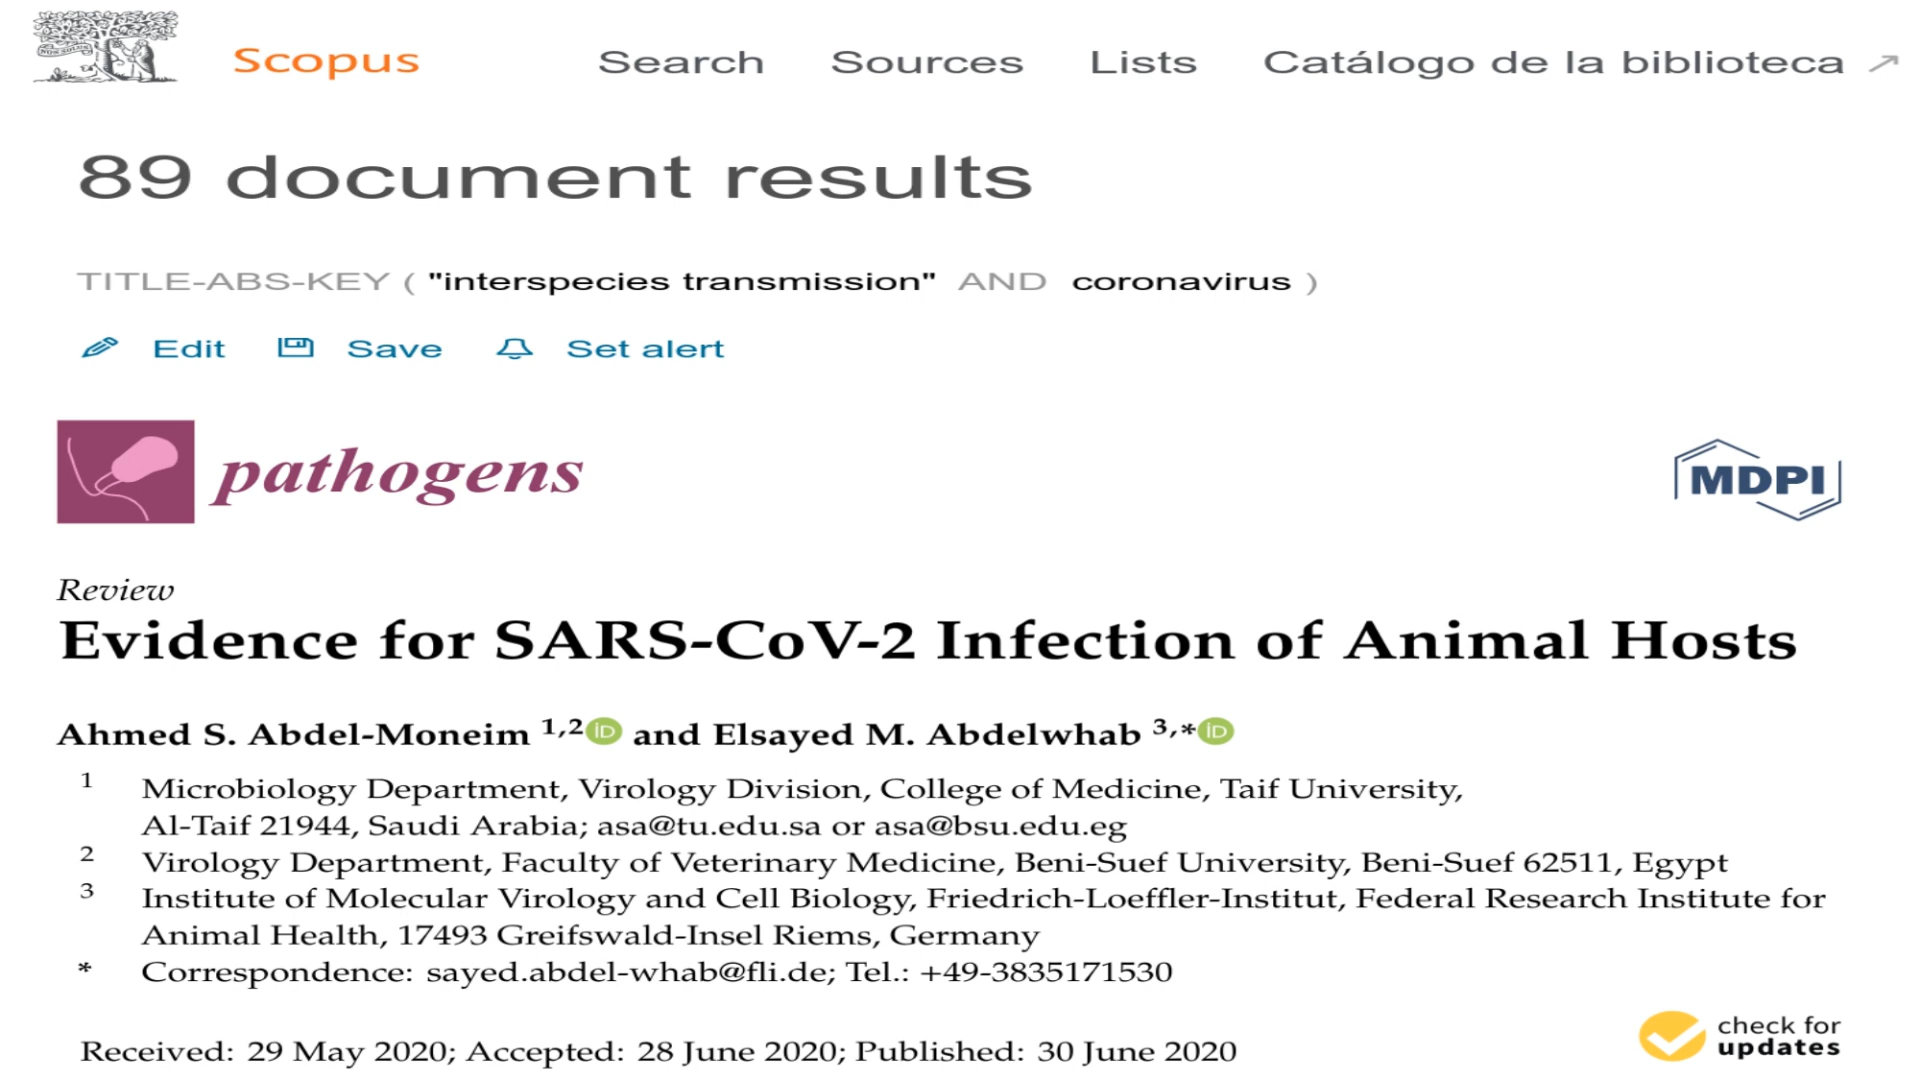 Scopus
Search Sources Lists Catálogo de la biblioteca
89 document results
TITLE-ABS-KEY ( "interspecies transmission" AND coronavirus )
Edit Save Set alert
pathogens
MDPI
Review
Evidence for SARS-CoV-2 Infection of Animal Hosts
Ahmed S. Abdel-Moneim 1,2 iD and Elsayed M. Abdelwhab 3,* iD
1 Microbiology Department, Virology Division, College of Medicine, Taif University,
Al-Taif 21944, Saudi Arabia; asa@tu.edu.sa or asa@bsu.edu.eg
2 Virology Department, Faculty of Veterinary Medicine, Beni-Suef University, Beni-Suef 62511, Egypt
3 Institute of Molecular Virology and Cell Biology, Friedrich-Loeffler-Institut, Federal Research Institute for
Animal Health, 17493 Greifswald-Insel Riems, Germany
* Correspondence: sayed.abdel-whab@fli.de; Tel.: +49-3835171530
Received: 29 May 2020; Accepted: 28 June 2020; Published: 30 June 2020
check for
updates